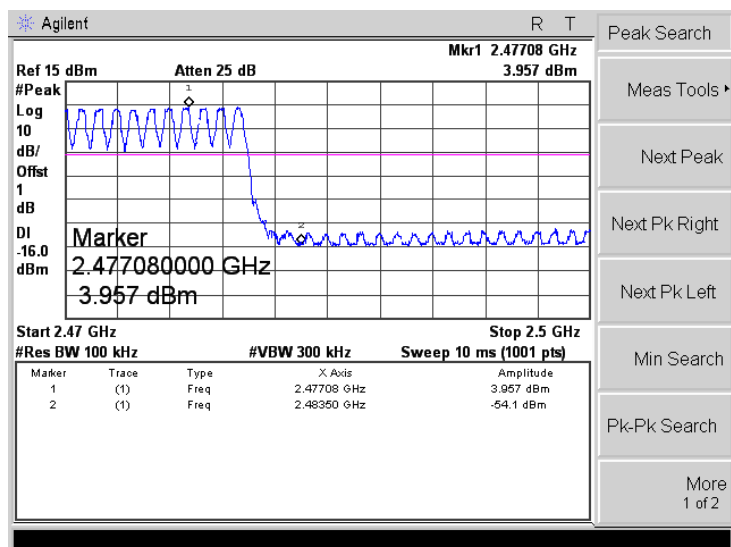 Agilent R T
Mkr1 2.47708 GHz
Ref 15 dBm Atten 25 dB 3.957 dBm
#Peak
Log
10
dB/
Offst
1
dB
DI
-16.0
dBm
1
2
Marker
2.477080000 GHz
3.957 dBm
Start 2.47 GHz Stop 2.5 GHz
#Res BW 100 kHz #VBW 300 kHz Sweep 10 ms (1001 pts)
Marker Trace Type X Axis Amplitude
1 (1) Freq 2.47708 GHz 3.957 dBm
2 (1) Freq 2.48350 GHz -54.1 dBm
Peak Search
Meas Tools
Next Peak
Next Pk Right
Next Pk Left
Min Search
Pk-Pk Search
More
1 of 2